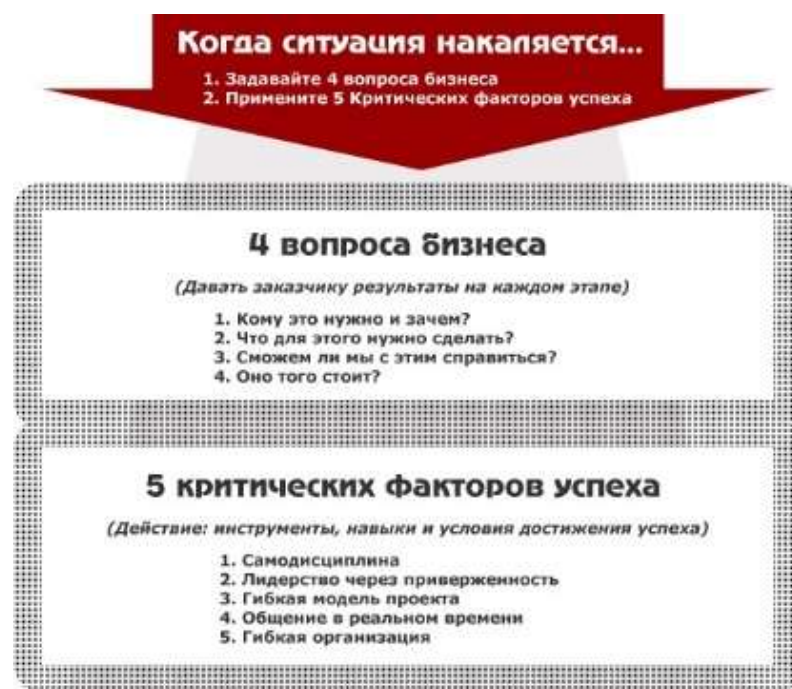 Когда ситуация накаляется...
1. Задавайте 4 вопроса бизнеса
2. Примените 5 Критических факторов успеха
4 вопроса бизнеса
(Давать заказчику результаты на каждом этапе)
1. Кому это нужно и зачем?
2. Что для этого нужно сделать?
3. Сможем ли мы с этим справиться?
4. Оно того стоит?
5 критических факторов успеха
(Действие: инструменты, навыки и условия достижения успеха)
1. Самодисциплина
2. Лидерство через приверженность
3. Гибкая модель проекта
4. Общение в реальном времени
5. Гибкая организация